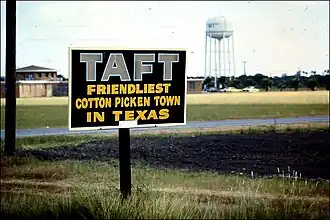 TAFT
FRIENDLIEST
COTTON PICKEN TOWN
IN TEXAS